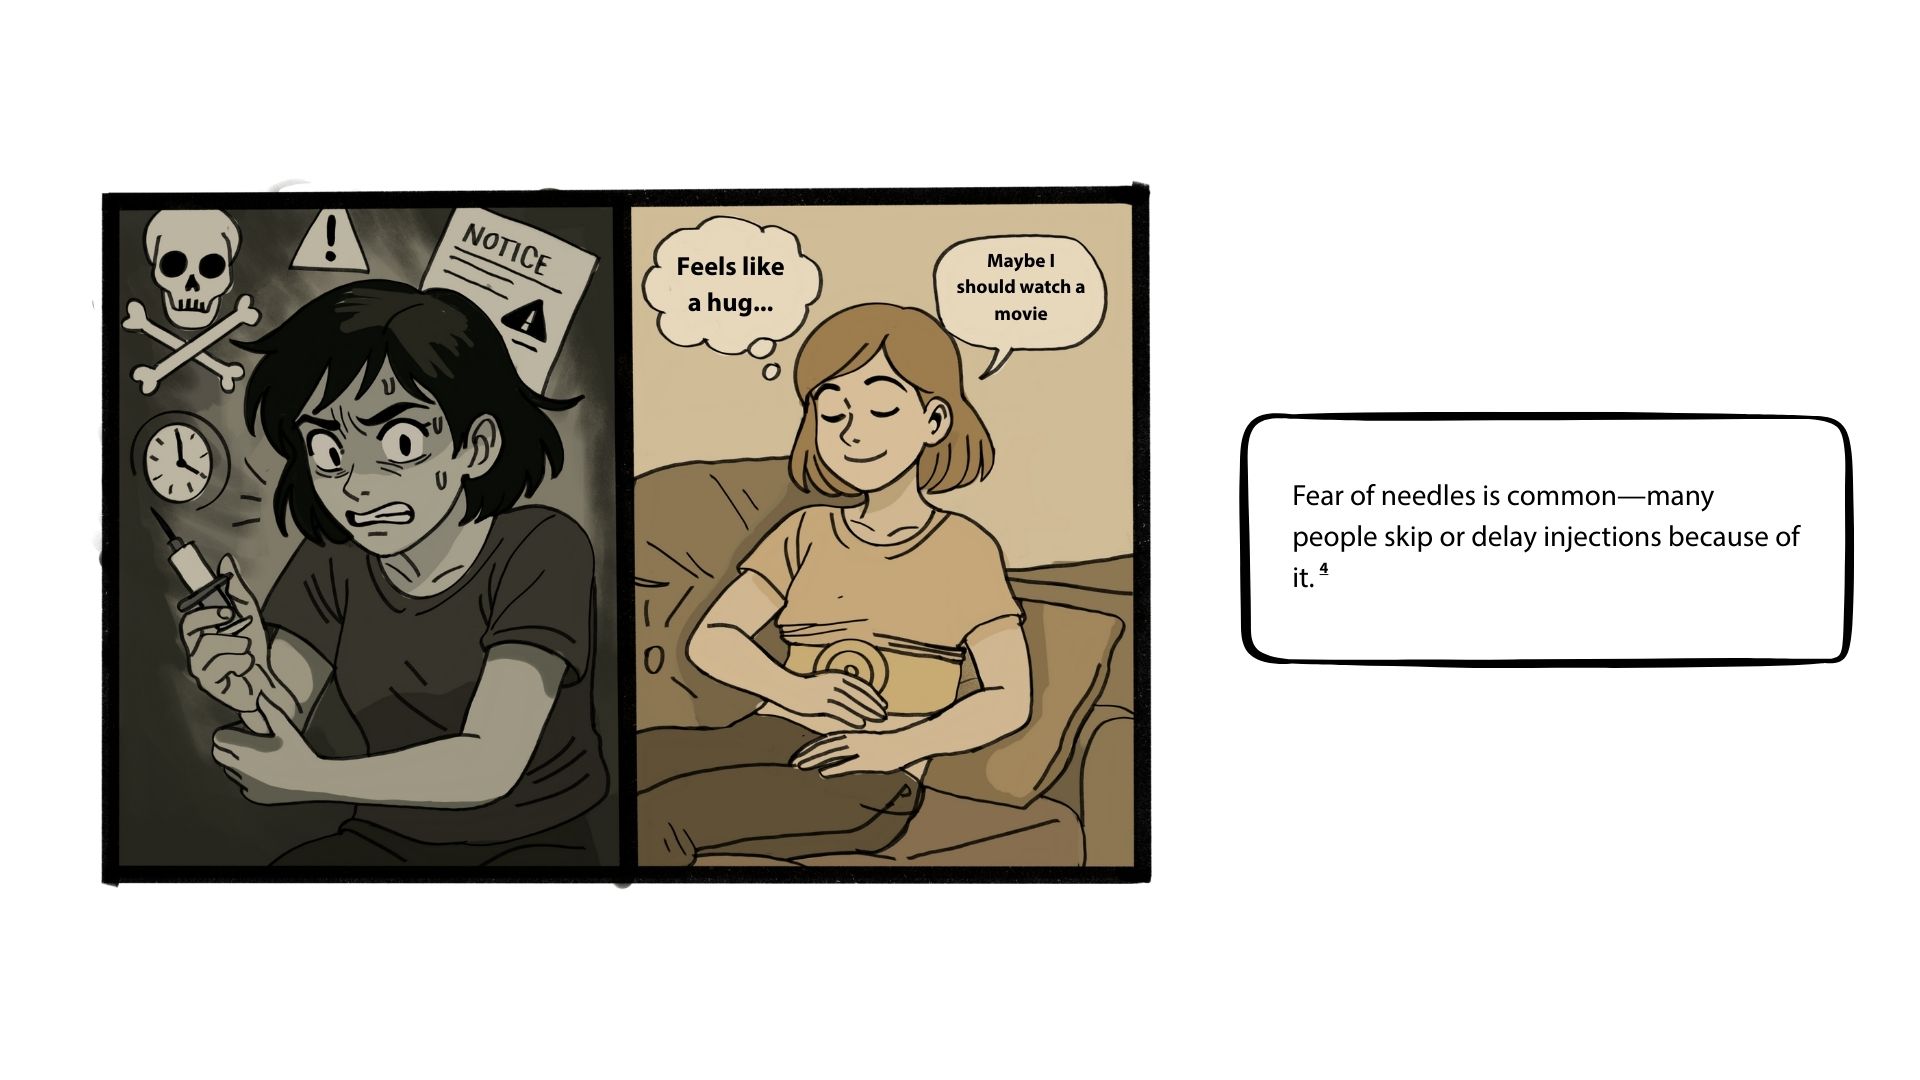 NOTICE
Feels like
a hug...
Maybe I
should watch a
movie
Fear of needles is common—many
people skip or delay injections because of
it. 4